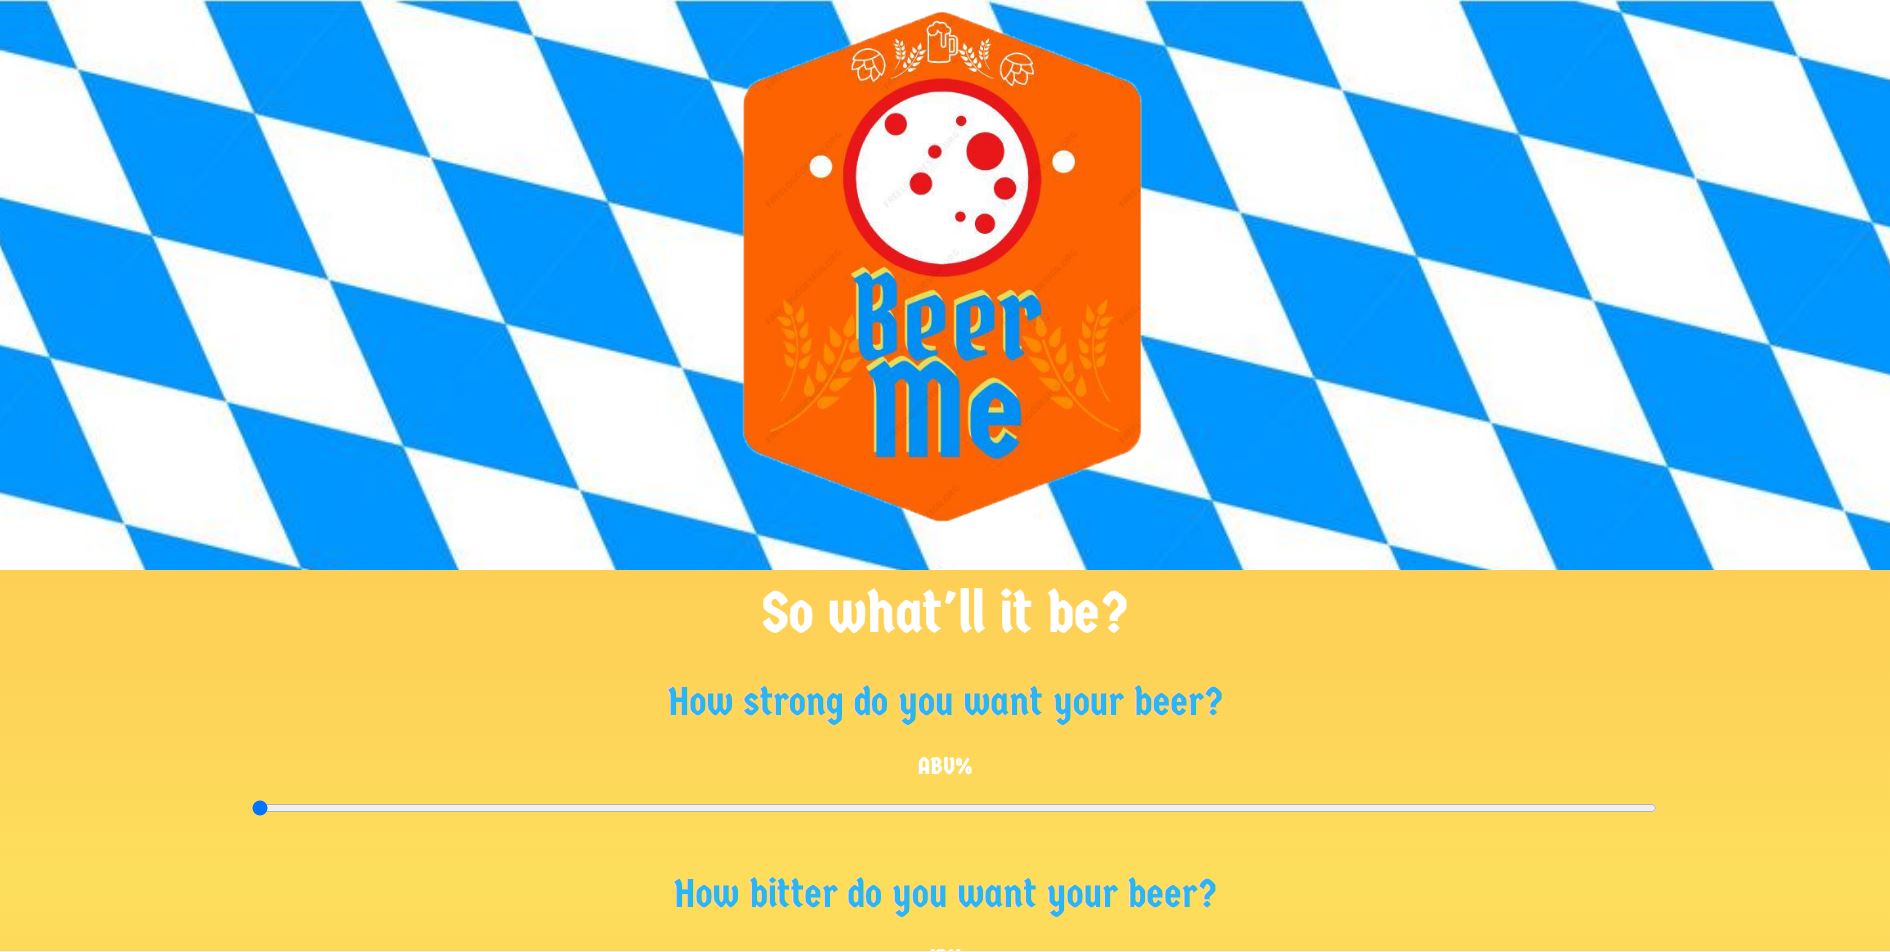 Beer
Me
So what'll it be?
How strong do you want your beer?
ABV%
How bitter do you want your beer?